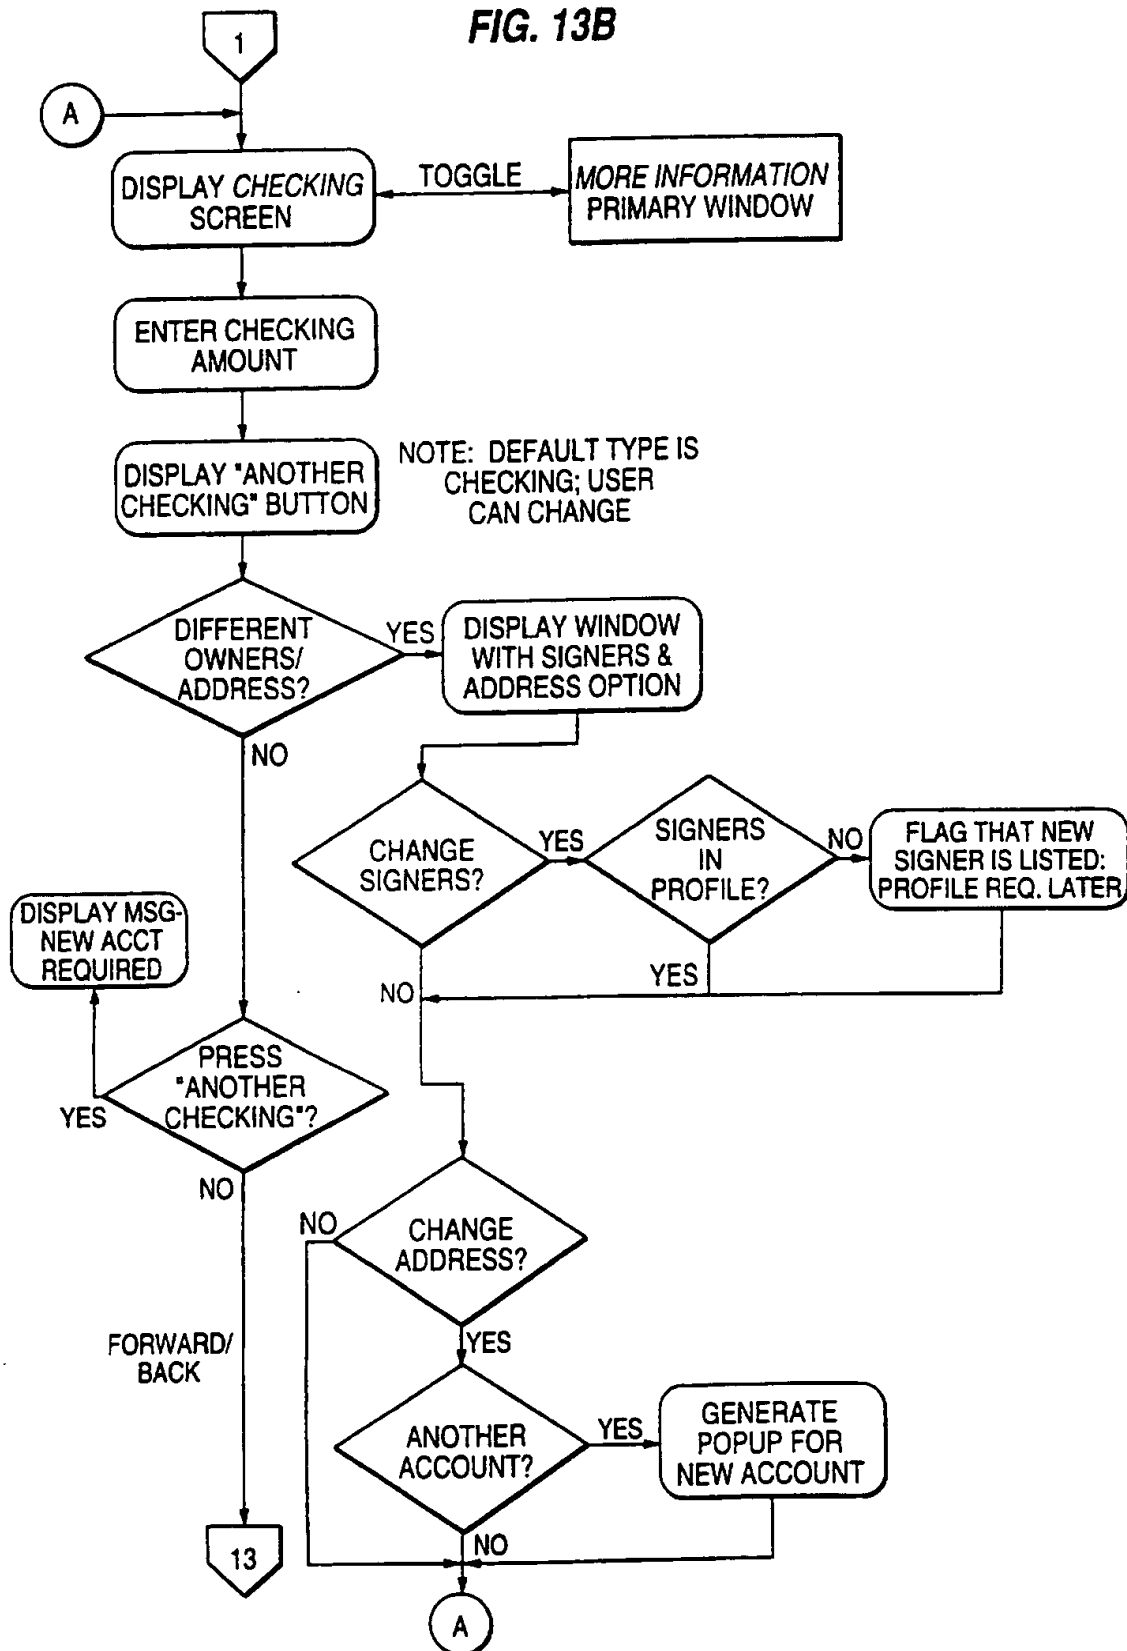 FIG. 13B
1
A
DISPLAY CHECKING
SCREEN
TOGGLE
MORE INFORMATION
PRIMARY WINDOW
ENTER CHECKING
AMOUNT
DISPLAY "ANOTHER
CHECKING" BUTTON
NOTE: DEFAULT TYPE IS
CHECKING; USER
CAN CHANGE
DIFFERENT
OWNERS/
ADDRESS?
YES
DISPLAY WINDOW
WITH SIGNERS &
ADDRESS OPTION
NO
CHANGE
SIGNERS?
YES
SIGNERS
IN
PROFILE?
NO
FLAG THAT NEW
SIGNER IS LISTED:
PROFILE REQ. LATER
YES
NO
DISPLAY MSG-
NEW ACCT
REQUIRED
PRESS
"ANOTHER
CHECKING"?
YES
NO
CHANGE
ADDRESS?
NO
YES
FORWARD/
BACK
ANOTHER
ACCOUNT?
YES
GENERATE
POPUP FOR
NEW ACCOUNT
NO
13
A